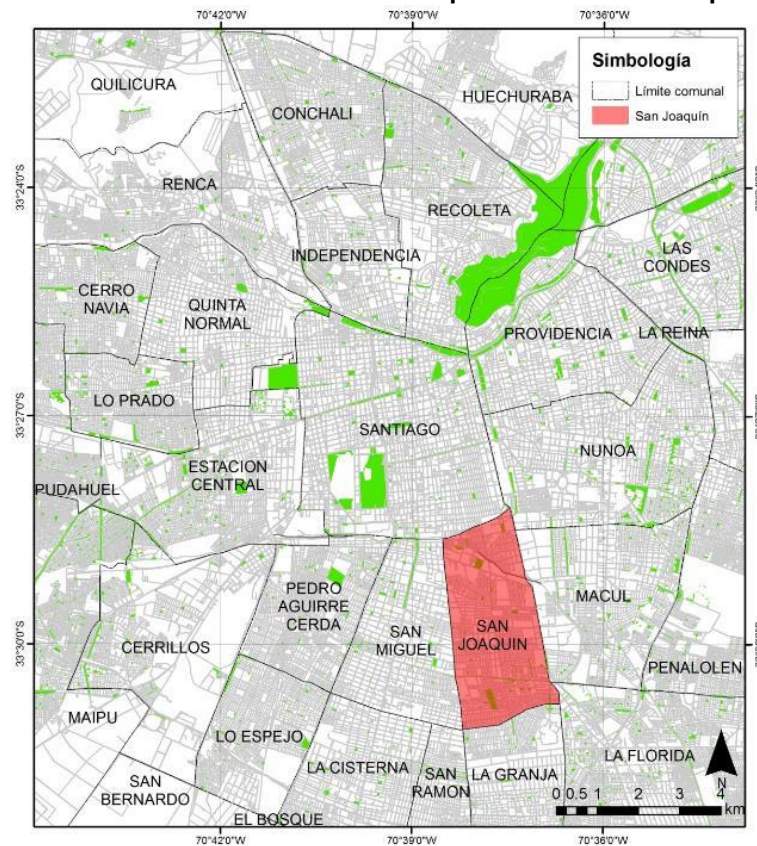 70°42'0"W
70°39'0"W
70°36'0"W
Simbología
Límite comunal
San Joaquín
QUILICURA
HUECHURABA
CONCHALI
33°24'0"S
RENCA
RECOLETA
INDEPENDENCIA
LAS
CONDES
CERRO
NAVIA
QUINTA
NORMAL
PROVIDENCIA
LA REINA
LO PRADO
33°27'0"S
SANTIAGO
NUNOA
ESTACION
CENTRAL
PUDAHUEL
PEDRO
AGUIRRE
CERDA
MACUL
SAN
MIGUEL
SAN
JOAQUIN
CERRILLOS
33°30'0"S
PENALOLEN
MAIPU
LO ESPEJO
LA FLORIDA
LA CISTERNA
SAN
RAMON
LA GRANJA
SAN
BERNARDO
EL BOSQUE
N
0 0.5 1 2 3 4
km
70°42'0"W
70°39'0"W
70°36'0"W